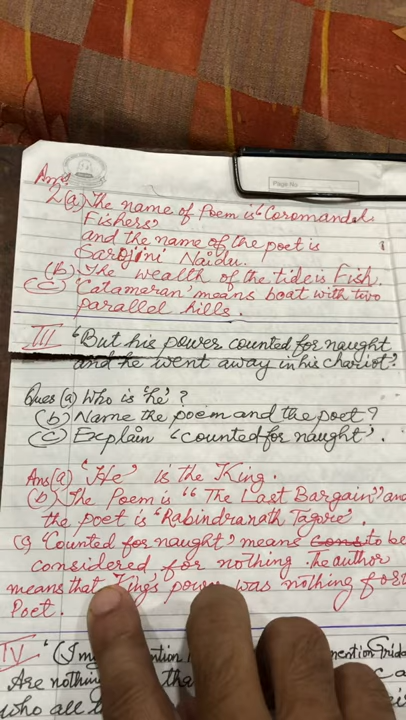 Ans
2(a) The name of Poem is "Coromandel
Fishers"
and the name of the poet is
Sarojini Naidu.
(b) The wealth of the tide is Fish.
(c) 'Catameran' means boat with two
parallel hills.
Page No
III "But his power counted for naught
and he went away in his chariot".
Ques (a) Who is 'he'?
(b) Name the poem and the poet?
(c) Explain 'counted for naught'.
Ans(a) 'He' is the King.
(b) The Poem is "The Last Bargain" and
the poet is "Rabindranath Tagore".
(c) 'Counted for naught' means to be
considered for nothing. The author
means that King's power was nothing for
Poet.
IV
Are nothing
who all